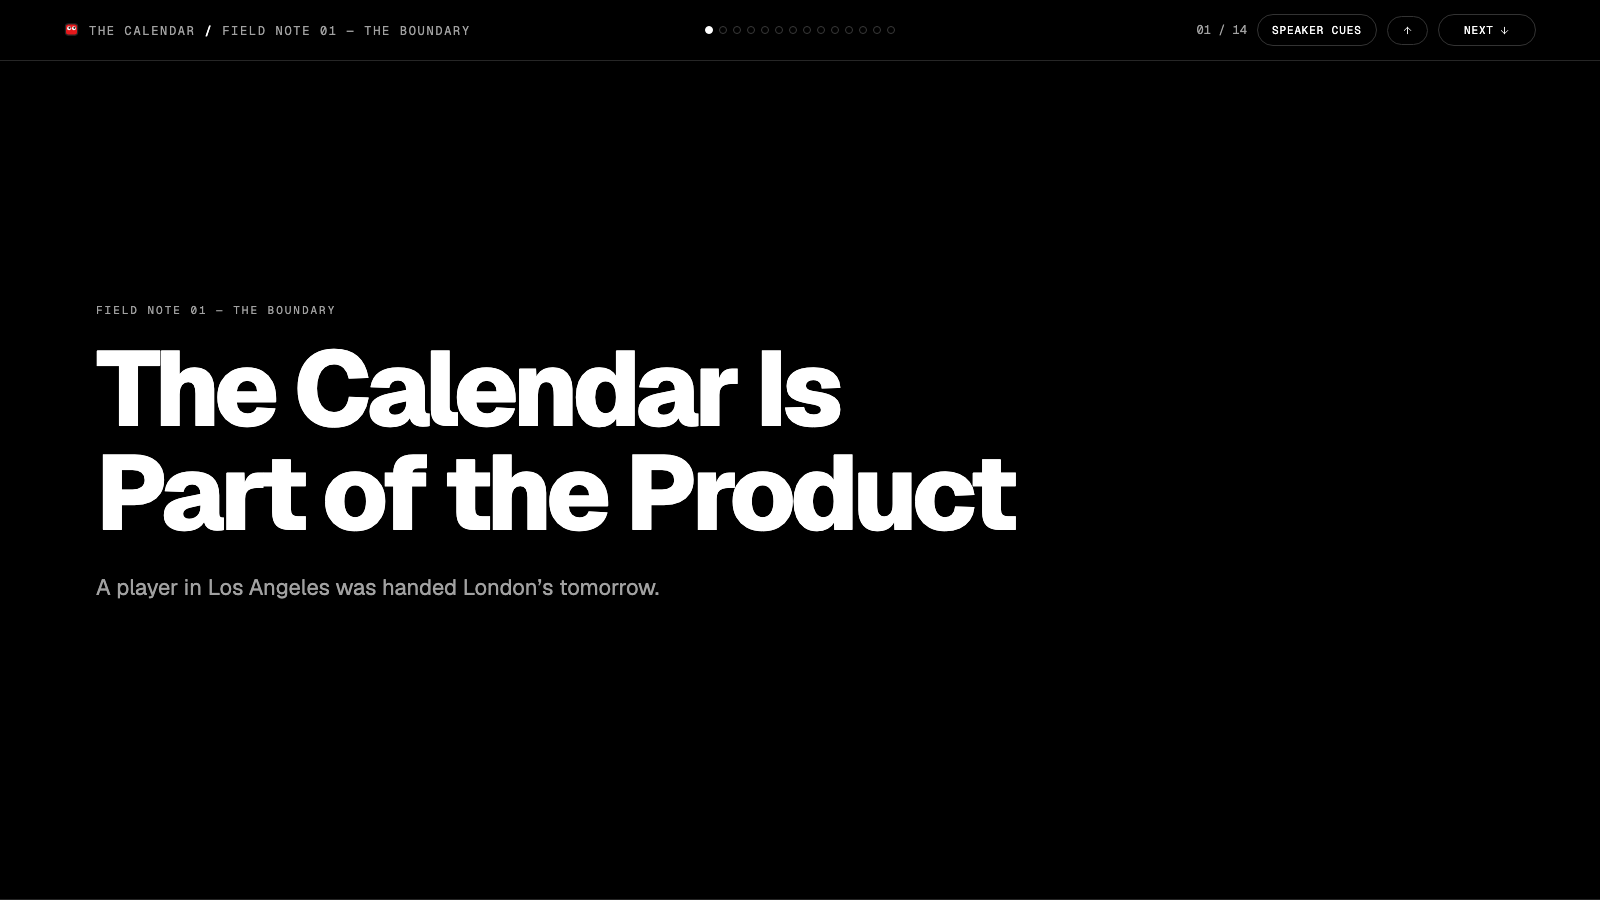 THE CALENDAR / FIELD NOTE 01 — THE BOUNDARY
01 / 14
SPEAKER CUES
↑
NEXT ↓
FIELD NOTE 01 — THE BOUNDARY
The Calendar Is
Part of the Product
A player in Los Angeles was handed London’s tomorrow.